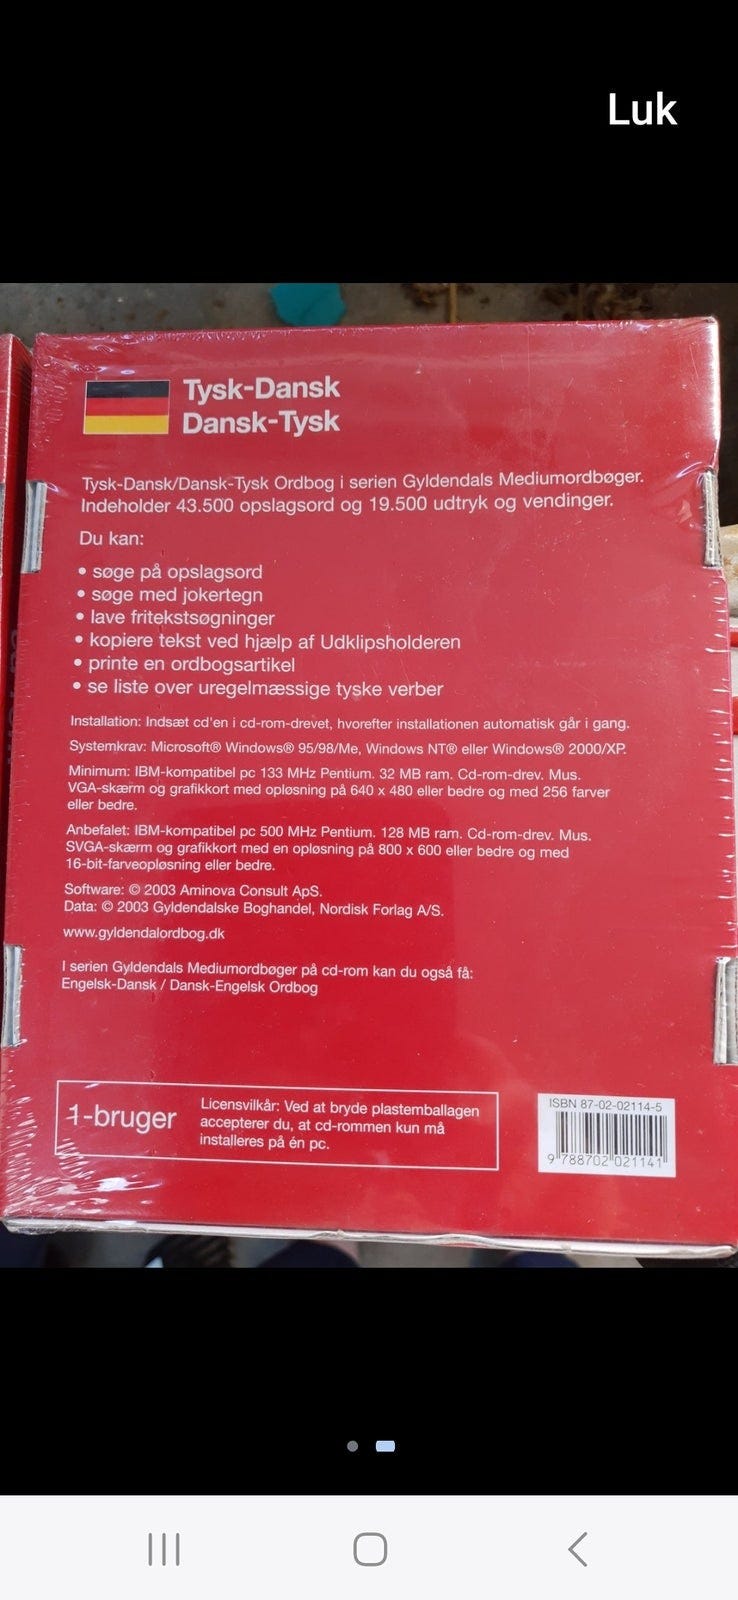 Luk
Tysk-Dansk
Dansk-Tysk
Tysk-Dansk/Dansk-Tysk Ordbog i serien Gyldendals Mediumordbøger.
Indeholder 43.500 opslagsord og 19.500 udtryk og vendinger.
Du kan:
• søge på opslagsord
• søge med jokertegn
• lave fritekstsøgninger
• kopiere tekst ved hjælp af Udklipsholderen
• printe en ordbogsartikel
• se liste over uregelmæssige tyske verber
Installation: Indsæt cd'en i cd-rom-drevet, hvorefter installationen automatisk går i gang.
Systemkrav: Microsoft® Windows® 95/98/Me, Windows NT® eller Windows® 2000/XP.
Minimum: IBM-kompatibel pc 133 MHz Pentium. 32 MB ram. Cd-rom-drev. Mus.
VGA-skærm og grafikkort med opløsning på 640 x 480 eller bedre og med 256 farver
eller bedre.
Anbefalet: IBM-kompatibel pc 500 MHz Pentium. 128 MB ram. Cd-rom-drev. Mus.
SVGA-skærm og grafikkort med en opløsning på 800 x 600 eller bedre og med
16-bit-farveopløsning eller bedre.
Software: © 2003 Aminova Consult ApS.
Data: © 2003 Gyldendalske Boghandel, Nordisk Forlag A/S.
www.gyldendalordbog.dk
I serien Gyldendals Mediumordbøger på cd-rom kan du også få:
Engelsk-Dansk / Dansk-Engelsk Ordbog
1-bruger
Licensvilkår: Ved at bryde plastemballagen
accepterer du, at cd-rommen kun må
installeres på én pc.
ISBN 87-02-02114-5
9 788702 021141